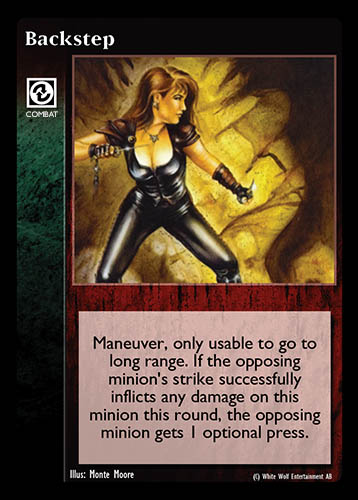 Backstep
COMBAT
Maneuver, only usable to go to
long range. If the opposing
minion's strike successfully
inflicts any damage on this
minion this round, the opposing
minion gets 1 optional press.
Illus: Monte Moore
(C) White Wolf Entertainment AB